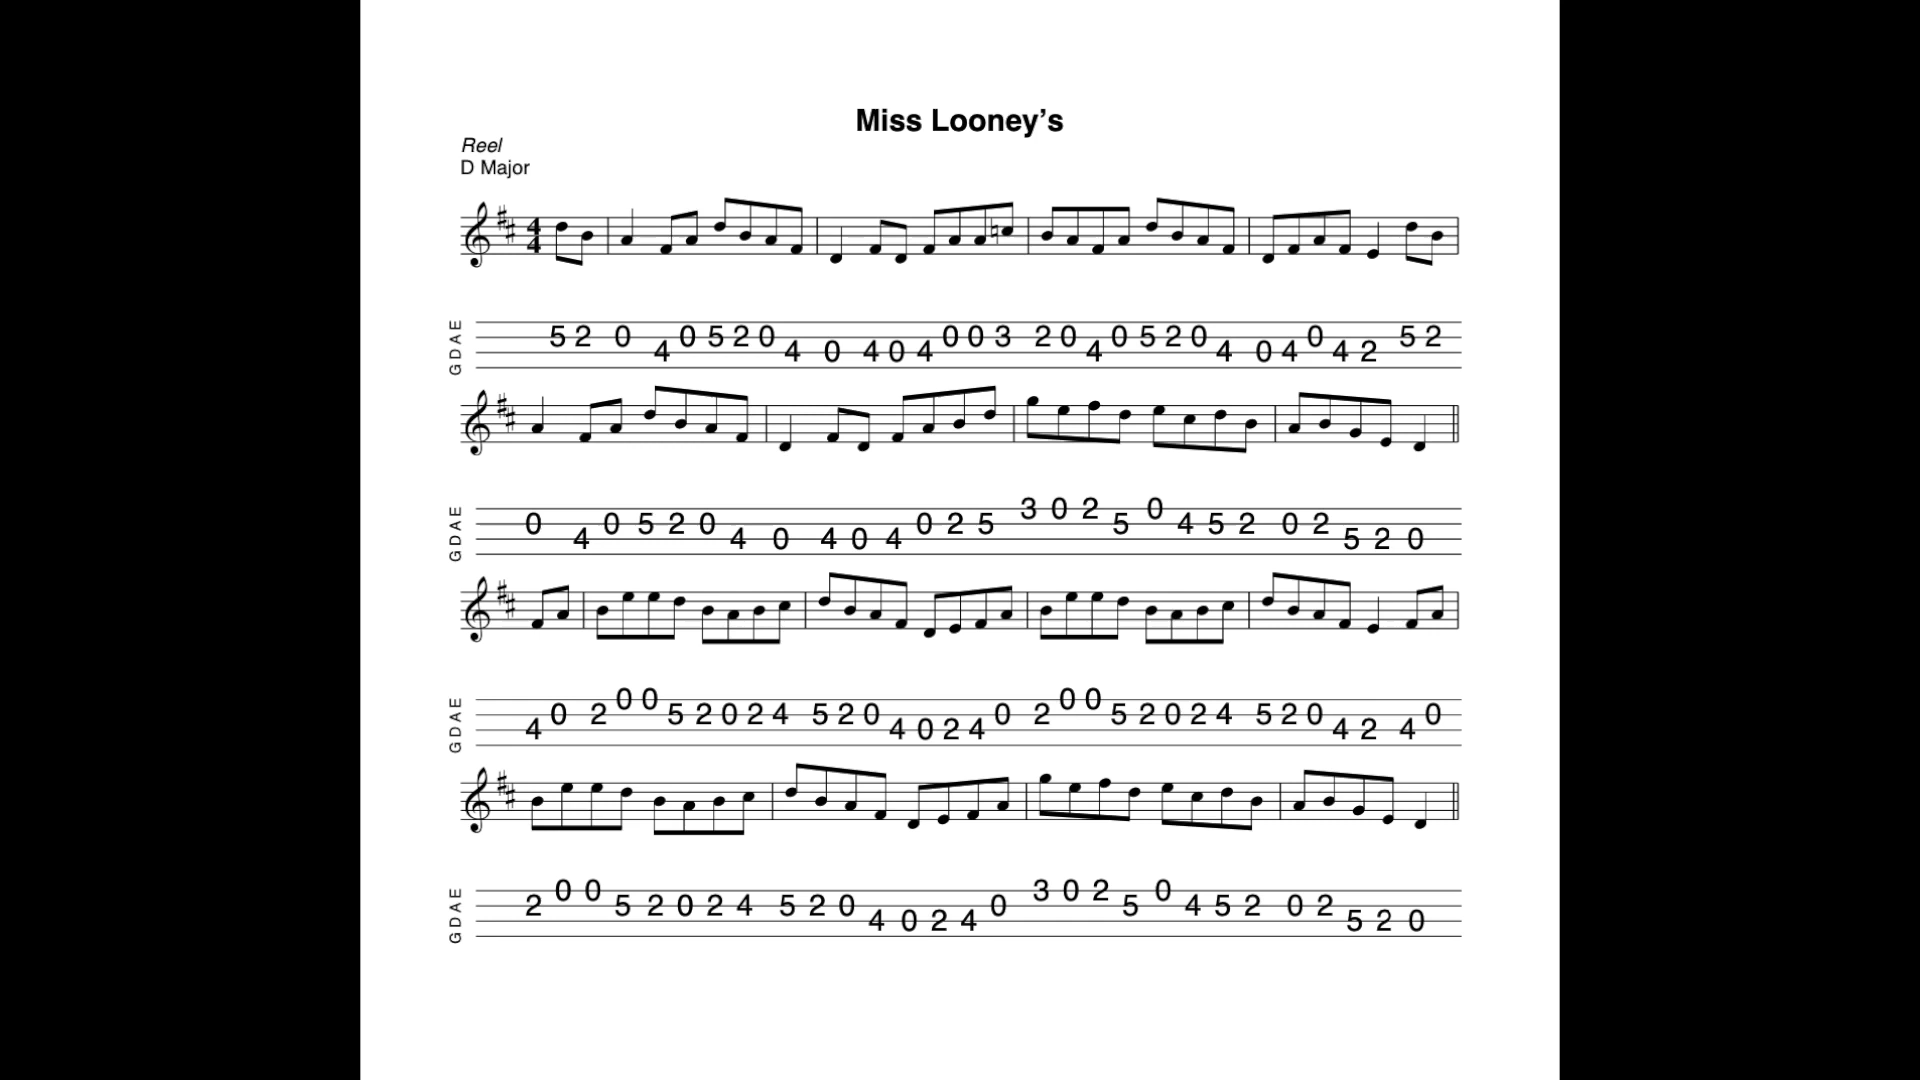 Miss Looney’s
Reel
D Major
4
4
E
A
D
G
5 2 0 4 0 5 2 0 4 0 4 0 4 0 0 3 2 0 4 0 5 2 0 4 0 4 0 4 2 5 2
E
A
D
G
0 4 0 5 2 0 4 0 4 0 4 0 2 5 3 0 2 5 0 4 5 2 0 2 5 2 0
E
A
D
G
4 0 2 0 0 5 2 0 2 4 5 2 0 4 0 2 4 0 2 0 0 5 2 0 2 4 5 2 0 4 2 4 0
E
A
D
G
2 0 0 5 2 0 2 4 5 2 0 4 0 2 4 0 3 0 2 5 0 4 5 2 0 2 5 2 0